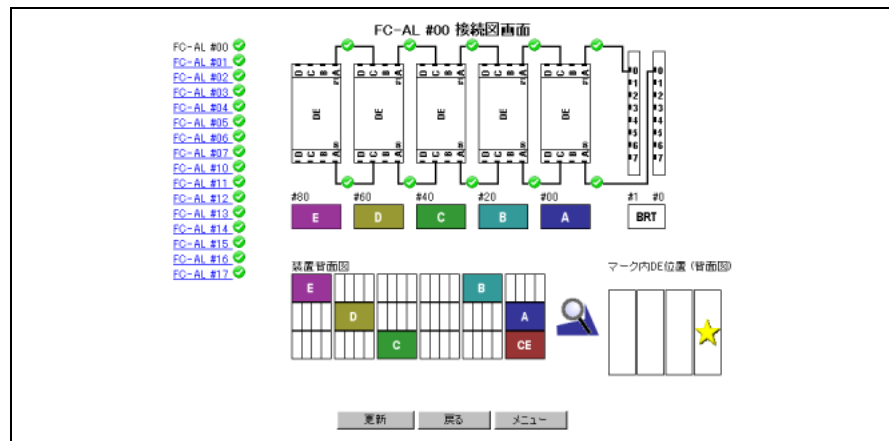 FC-AL #00 接続図画面
FC-AL #00
FC-AL #01
FC-AL #02
FC-AL #03
FC-AL #04
FC-AL #05
FC-AL #06
FC-AL #07
FC-AL #10
FC-AL #11
FC-AL #12
FC-AL #13
FC-AL #14
FC-AL #15
FC-AL #16
FC-AL #17
D C B A D C B A D C B A D C B A D C B A
DE DE DE DE DE
D C B A D C B A D C B A D C B A D C B A
0 0
1 1
2 2
3 3
4 4
5 5
6 6
7 7
#80 #60 #40 #20 #00 #1 #0
E D C B A BRT
装置背面図
マーク内DE位置 (背面図)
E B
D A
C CE
更新 戻る メニュー